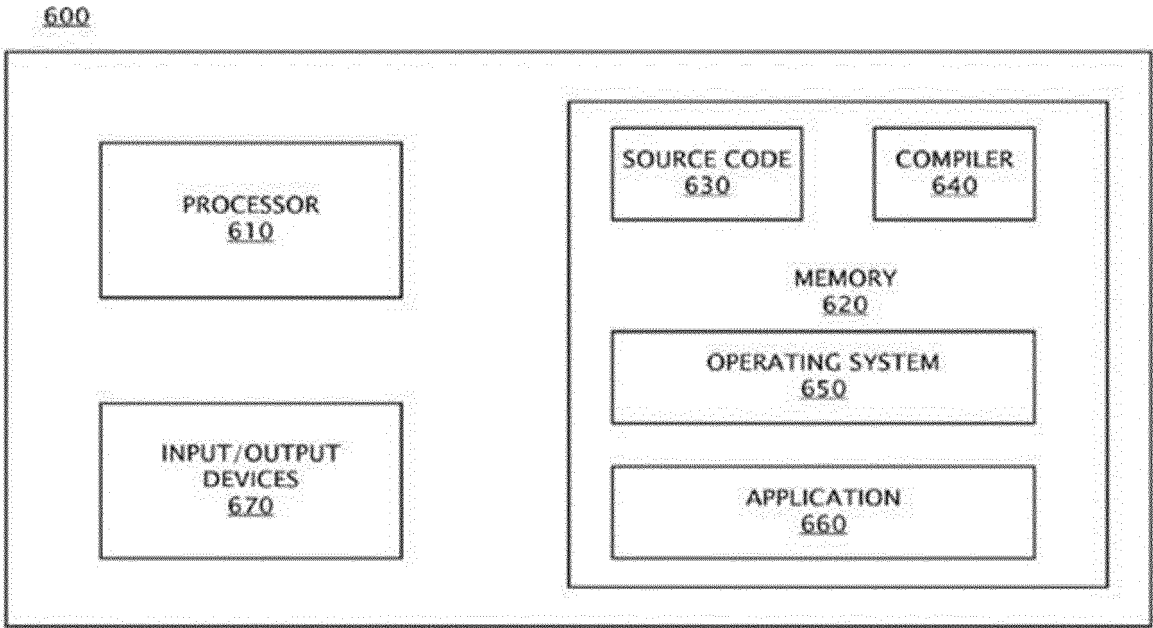 600
PROCESSOR
610
INPUT/OUTPUT
DEVICES
670
SOURCE CODE
630
COMPILER
640
MEMORY
620
OPERATING SYSTEM
650
APPLICATION
660